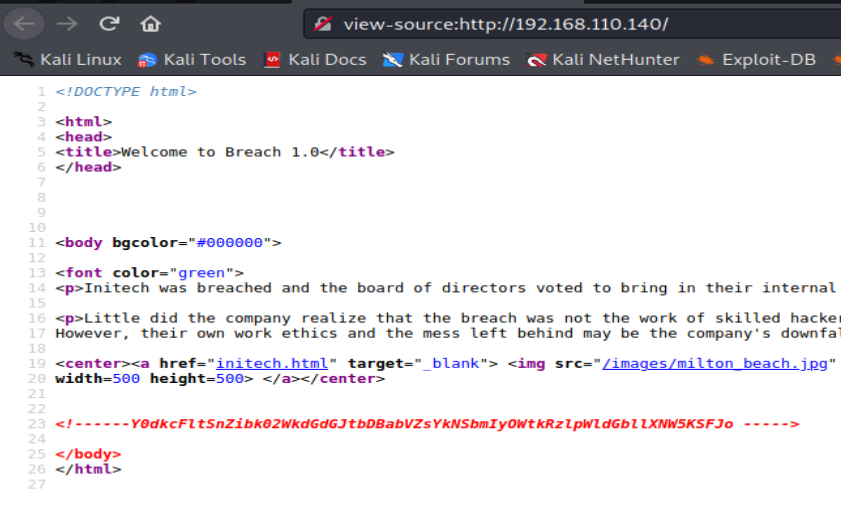 view-source:http://192.168.110.140/
Kali Linux Kali Tools Kali Docs Kali Forums Kali NetHunter Exploit-DB
1 <!DOCTYPE html>
2
3 <html>
4 <head>
5 <title>Welcome to Breach 1.0</title>
6 </head>
7
8
9
10
11 <body bgcolor="#000000">
12
13 <font color="green">
14 <p>Initech was breached and the board of directors voted to bring in their internal
15
16 <p>Little did the company realize that the breach was not the work of skilled
17 However, their own work ethics and the mess left behind may be the company's
18
19 <center><a href="initech.html" target="_blank"> <img src="/images/milton_beach.jpg"
20 width=500 height=500> </a></center>
21
22
23 <!------Y0dkcFltSnZibk02WkdGdGJtbDBabVZsYkNSbmIyOWtkRzlpWldGbllXNW5KSFJo ----->
24
25 </body>
26 </html>
27